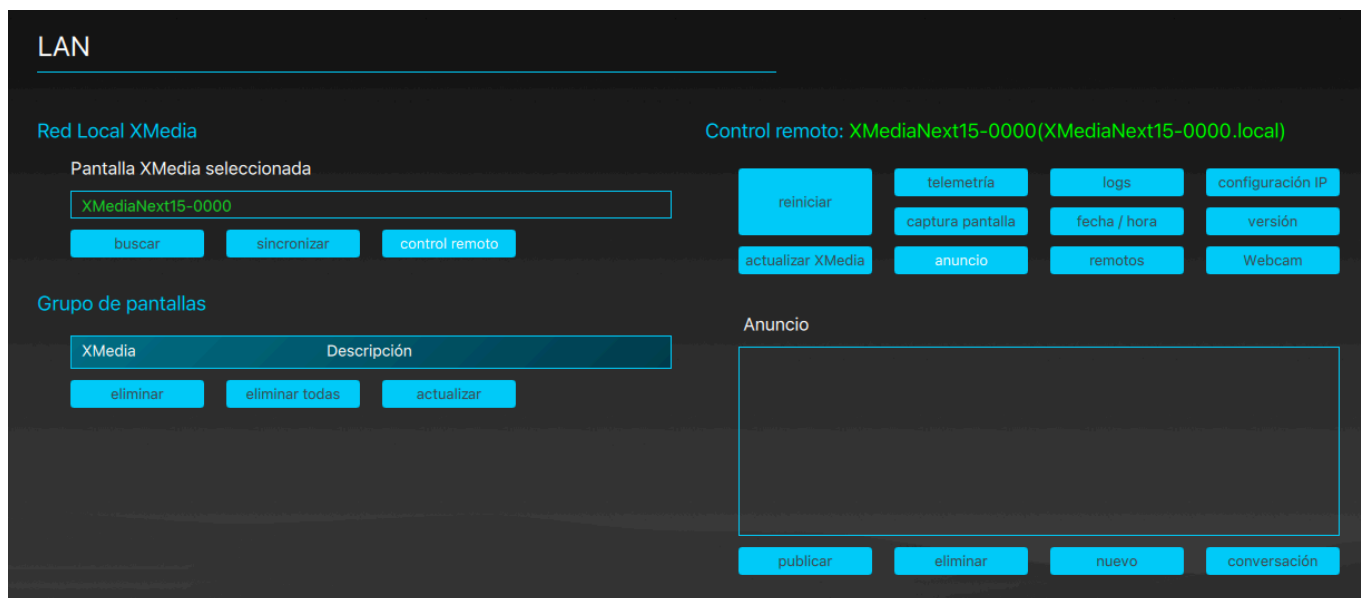 LAN
Red Local XMedia
Pantalla XMedia seleccionada
XMediaNext15-0000
buscar sincronizar control remoto
Grupo de pantallas
XMedia Descripción
eliminar eliminar todas actualizar
Control remoto: XMediaNext15-0000(XMediaNext15-0000.local)
reiniciar telemetría logs configuración IP
captura pantalla fecha / hora versión
actualizar XMedia anuncio remotos Webcam
Anuncio
publicar eliminar nuevo conversación